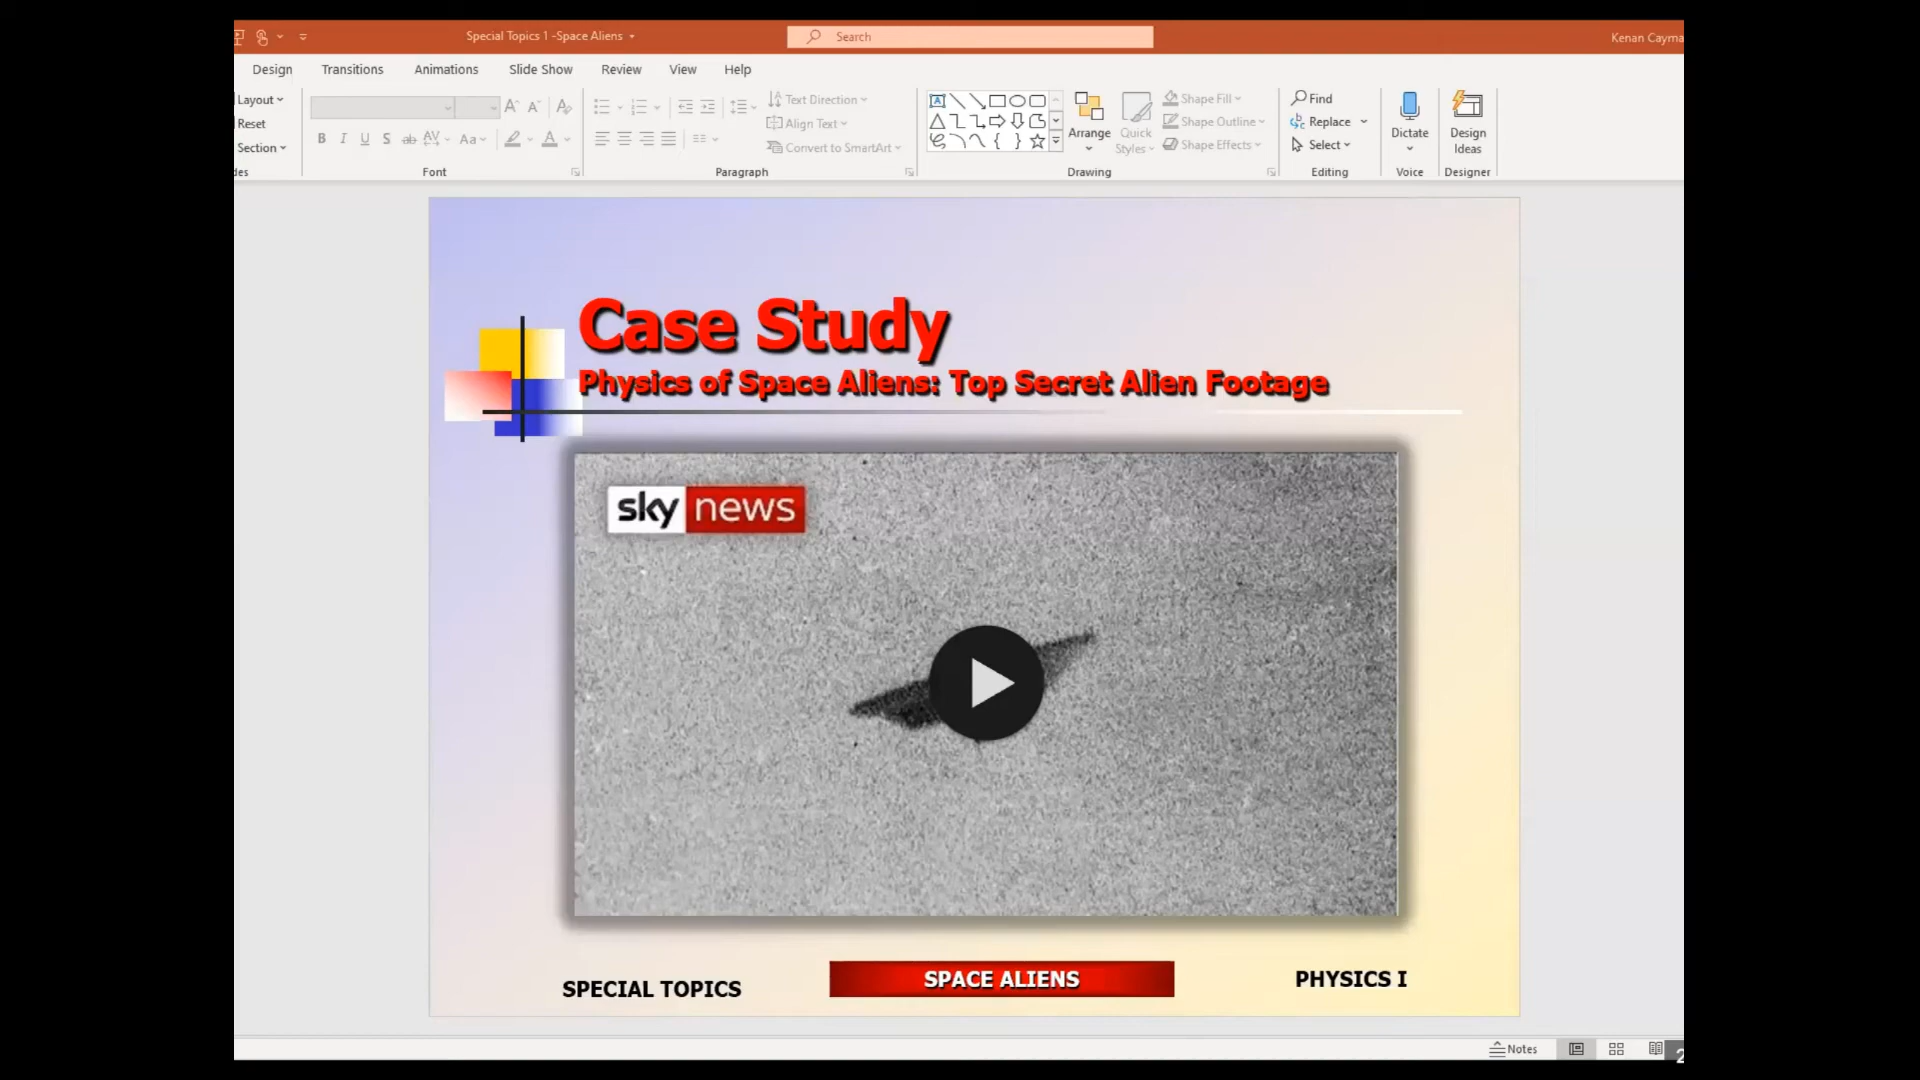 Special Topics 1 -Space Aliens
Search
Kenan Cayma
Design Transitions Animations Slide Show Review View Help
Layout
Reset
Section
des
Font
Text Direction
Align Text
Convert to SmartArt
Paragraph
Arrange
Quick Styles
Shape Fill
Shape Outline
Shape Effects
Drawing
Find
Replace
Select
Editing
Dictate
Voice
Design Ideas
Designer
Case Study
Physics of Space Aliens: Top Secret Alien Footage
sky news
SPECIAL TOPICS
SPACE ALIENS
PHYSICS I
Notes
2